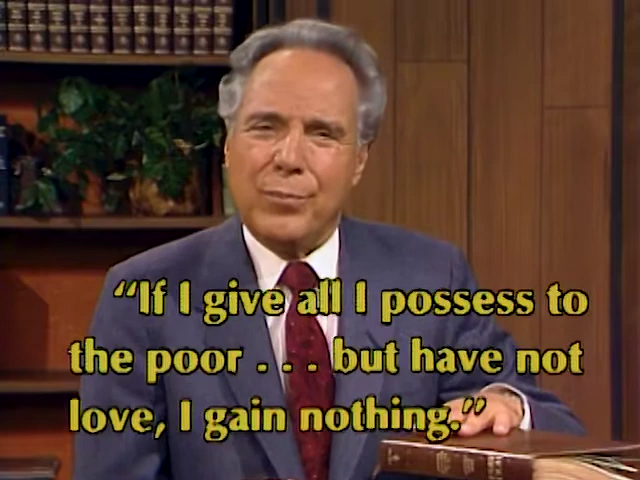 “If I give all I possess to
the poor . . . but have not
love, I gain nothing.”